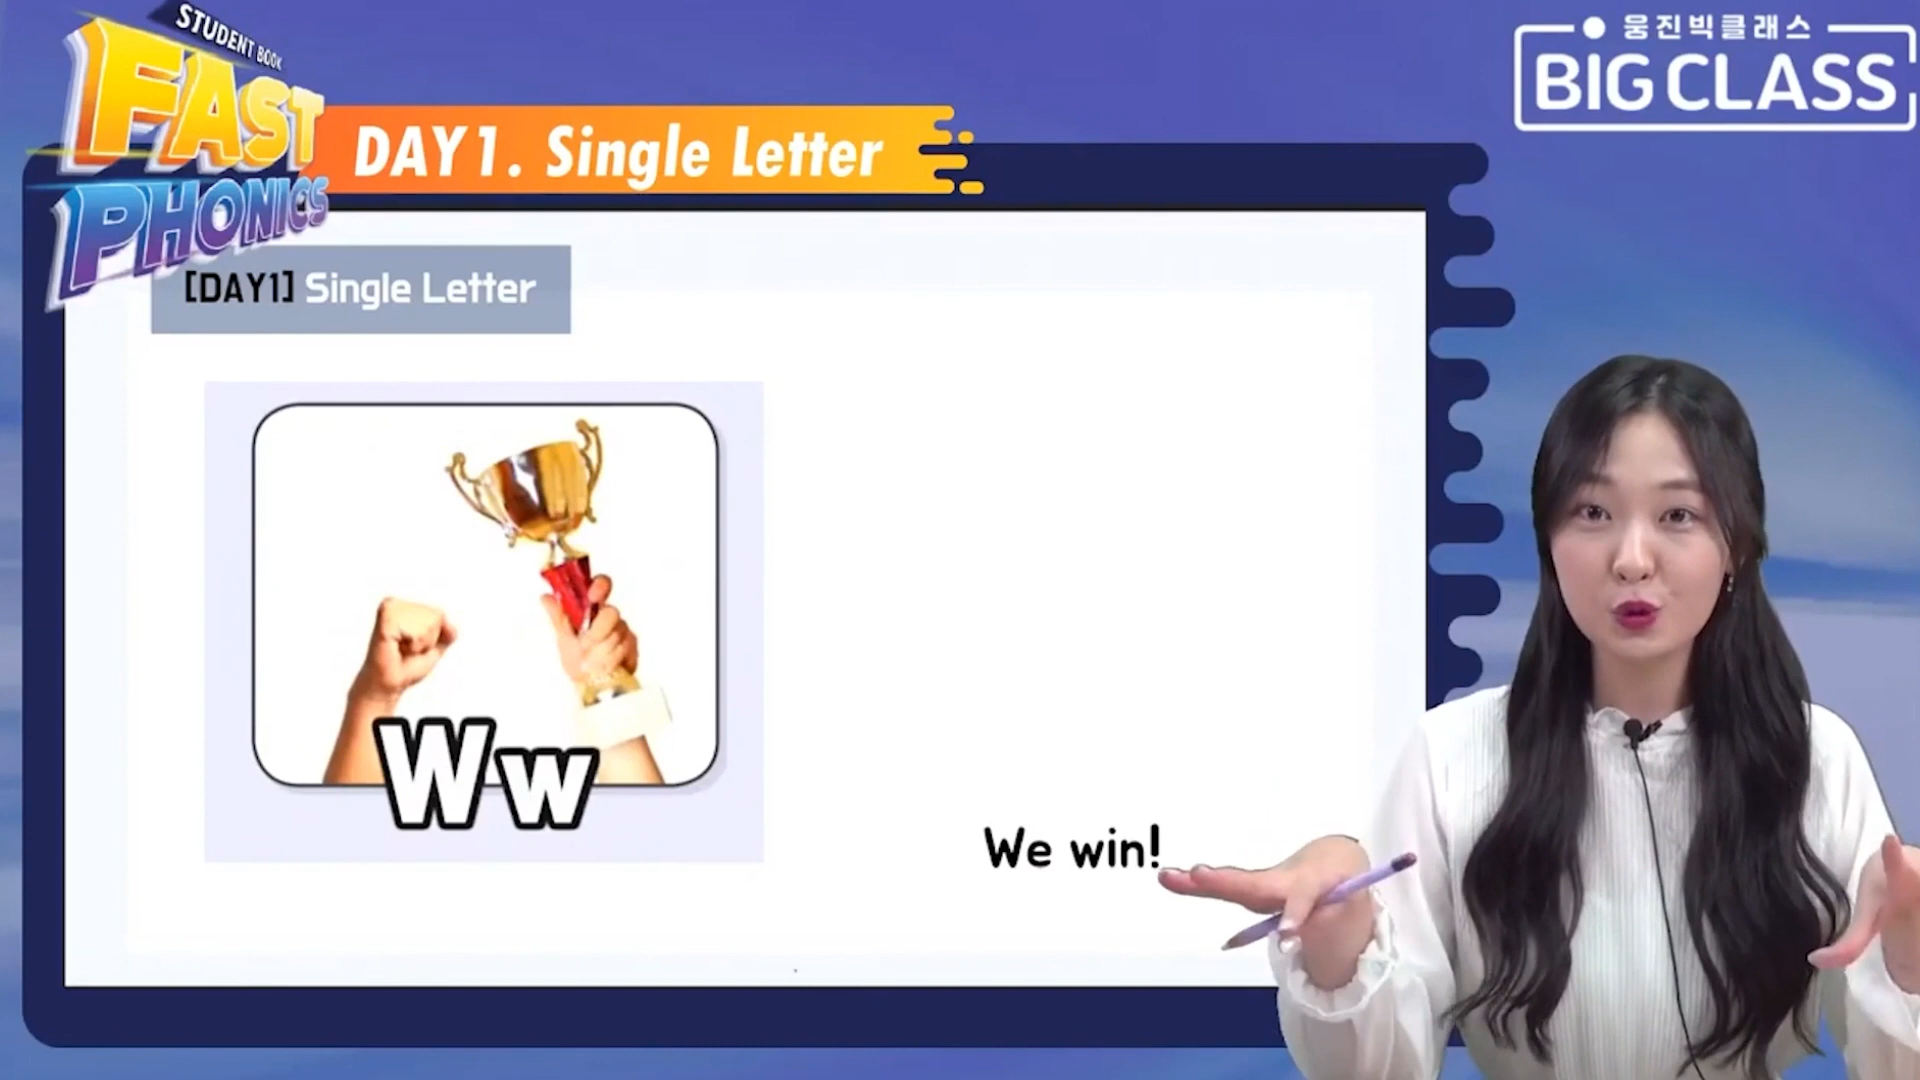 STUDENT BOOK
FAST
PHONICS
DAY1. Single Letter
웅진빅클래스
BIG CLASS
[DAY1] Single Letter
Ww
We win!